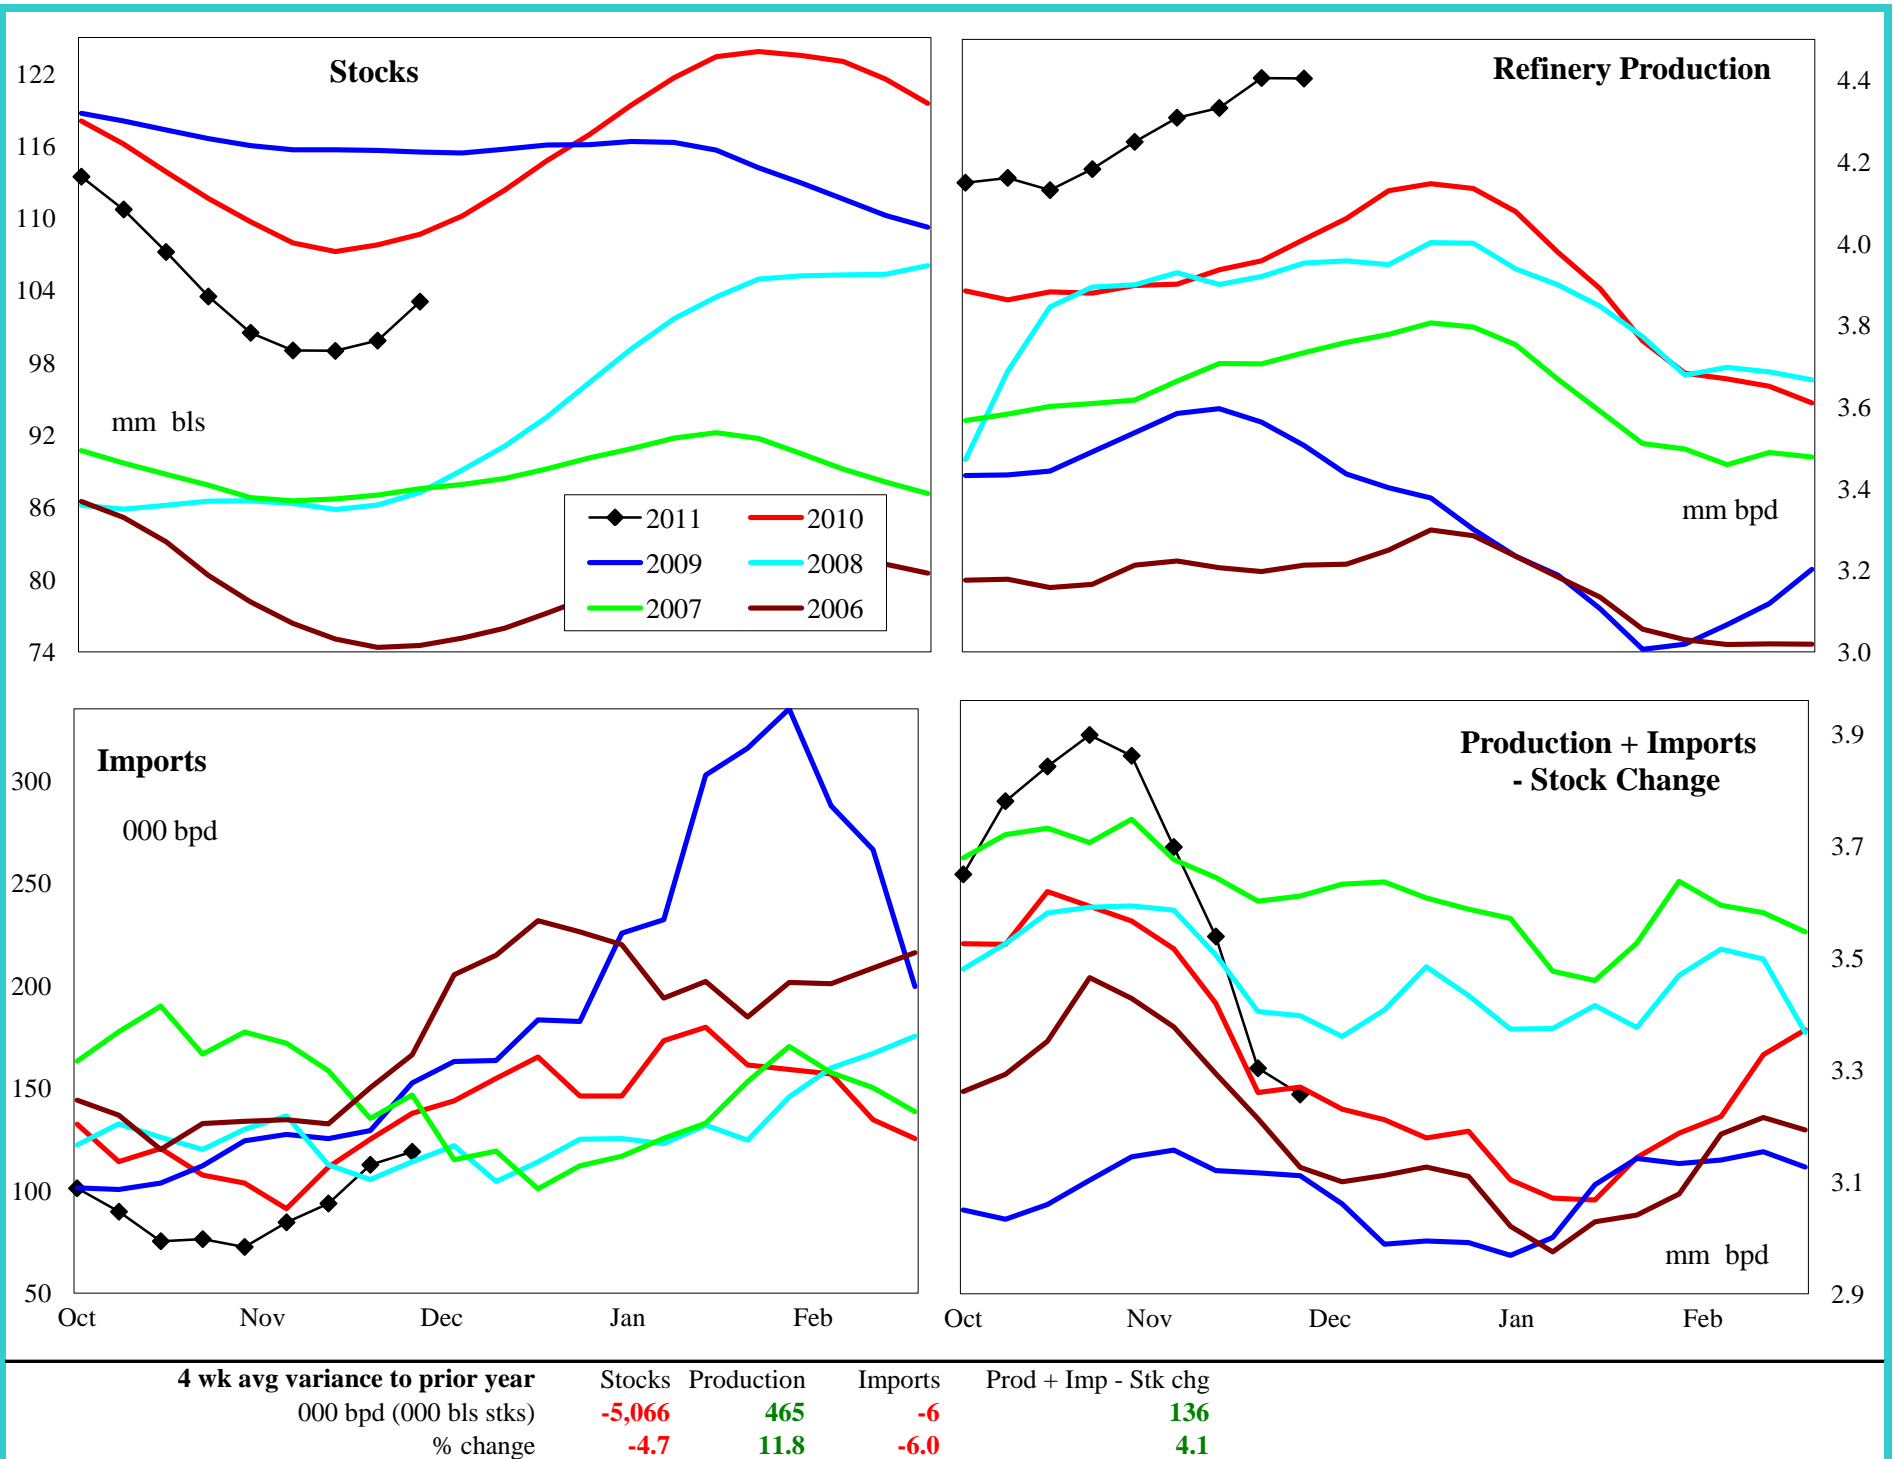 Stocks
122
116
110
104
98
92
86
80
74
mm bls
2011 2010
2009 2008
2007 2006
Refinery Production
4.4
4.2
4.0
3.8
3.6
3.4
3.2
3.0
mm bpd
Imports
000 bpd
300
250
200
150
100
50
Oct Nov Dec Jan Feb
Production + Imports
- Stock Change
3.9
3.7
3.5
3.3
3.1
2.9
mm bpd
Oct Nov Dec Jan Feb
4 wk avg variance to prior year Stocks Production Imports Prod + Imp - Stk chg
000 bpd (000 bls stks) -5,066 465 -6 136
% change -4.7 11.8 -6.0 4.1